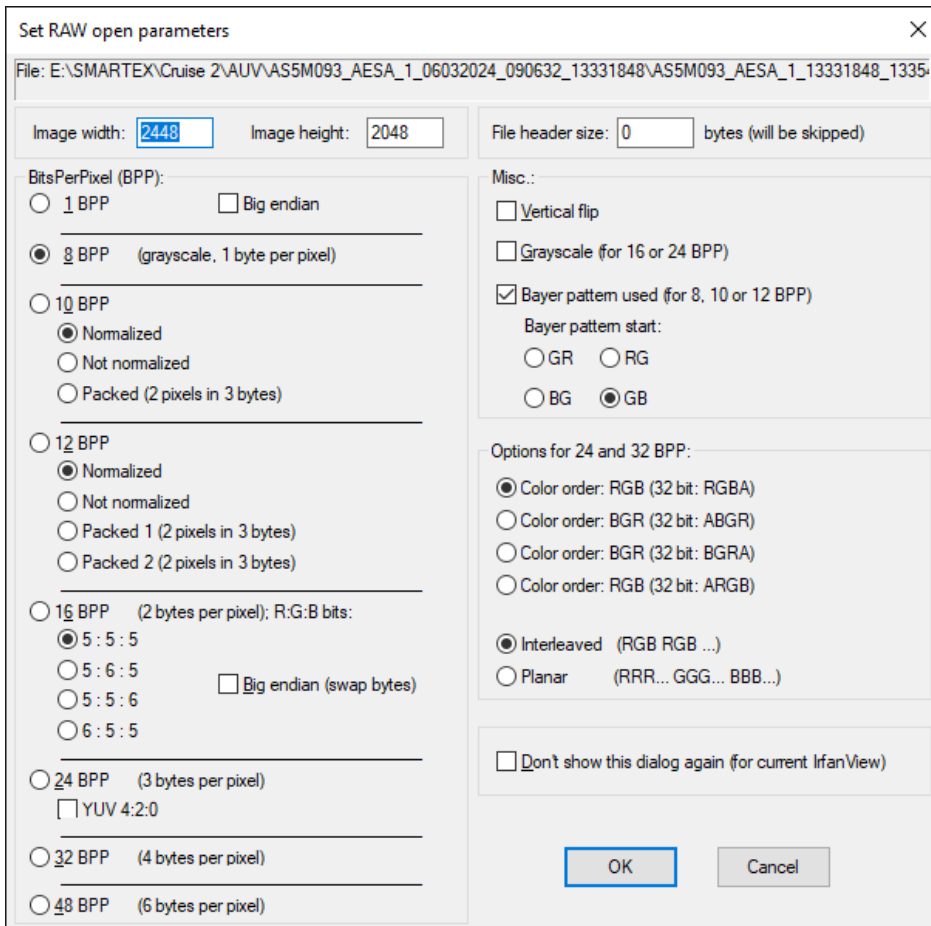 Set RAW open parameters
File: E:\SMARTEX\Cruise 2\AUV\AS5M093_AESA_1_06032024_090632_13331848\AS5M093_AESA_1_13331848_1335
Image width: 2448 Image height: 2048
File header size: 0 bytes (will be skipped)
BitsPerPixel (BPP):
1 BPP Big endian
8 BPP (grayscale, 1 byte per pixel)
10 BPP
Normalized
Not normalized
Packed (2 pixels in 3 bytes)
12 BPP
Normalized
Not normalized
Packed 1 (2 pixels in 3 bytes)
Packed 2 (2 pixels in 3 bytes)
16 BPP (2 bytes per pixel); R:G:B bits:
5 : 5 : 5
5 : 6 : 5
5 : 5 : 6
6 : 5 : 5
Big endian (swap bytes)
24 BPP (3 bytes per pixel)
YUV 4:2:0
32 BPP (4 bytes per pixel)
48 BPP (6 bytes per pixel)
Misc.:
Vertical flip
Grayscale (for 16 or 24 BPP)
Bayer pattern used (for 8, 10 or 12 BPP)
Bayer pattern start:
GR RG
BG GB
Options for 24 and 32 BPP:
Color order: RGB (32 bit: RGBA)
Color order: BGR (32 bit: ABGR)
Color order: BGR (32 bit: BGRA)
Color order: RGB (32 bit: ARGB)
Interleaved (RGB RGB ...)
Planar (RRR... GGG... BBB...)
Don't show this dialog again (for current IrfanView)
OK Cancel